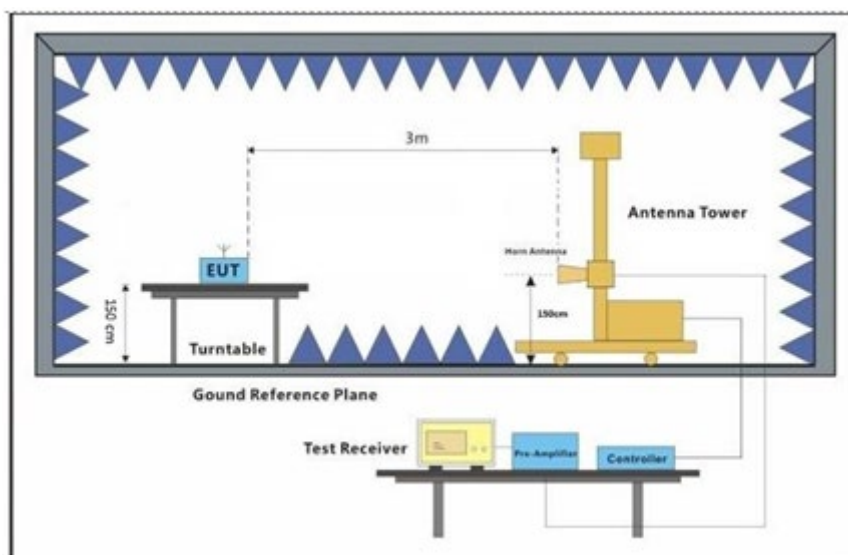 3m
Antenna Tower
Horn Antenna
EUT
150 cm
150cm
Turntable
Gound Reference Plane
Test Receiver
Pre-Amplifier
Controller